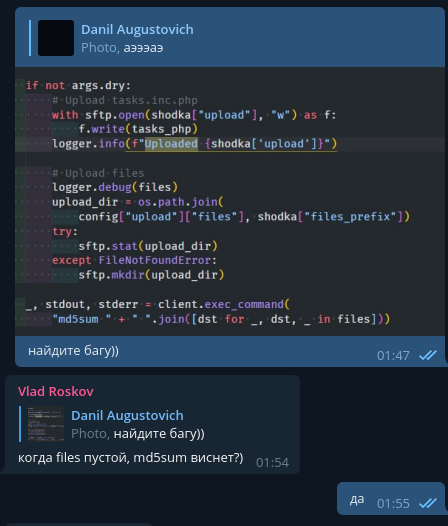 Danil Augustovich
Photo, аэээаэ
if not args.dry:
# Upload tasks.inc.php
with sftp.open(shodka["upload"], "w") as f:
f.write(tasks_php)
logger.info(f"Uploaded {shodka['upload']}")
# Upload files
logger.debug(files)
upload_dir = os.path.join(
config["upload"]["files"], shodka["files_prefix"])
try:
sftp.stat(upload_dir)
except FileNotFoundError:
sftp.mkdir(upload_dir)
_, stdout, stderr = client.exec_command(
"md5sum " + " ".join([dst for _, dst, _ in files]))
найдите багу))
01:47
Vlad Roskov
Danil Augustovich
Photo, найдите багу))
когда files пустой, md5sum виснет?)
01:54
да
01:55